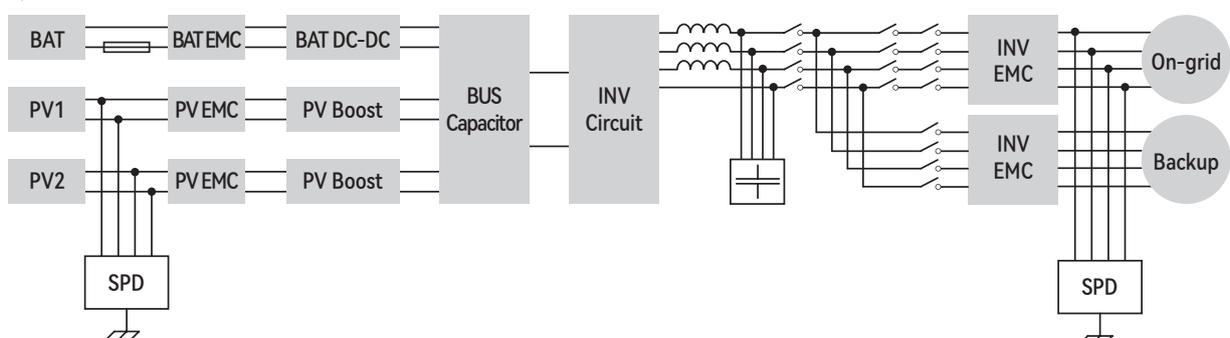 BAT
BAT EMC
BAT DC-DC
PV1
PV EMC
PV Boost
PV2
PV EMC
PV Boost
SPD
BUS
Capacitor
INV
Circuit
INV
EMC
On-grid
INV
EMC
Backup
SPD